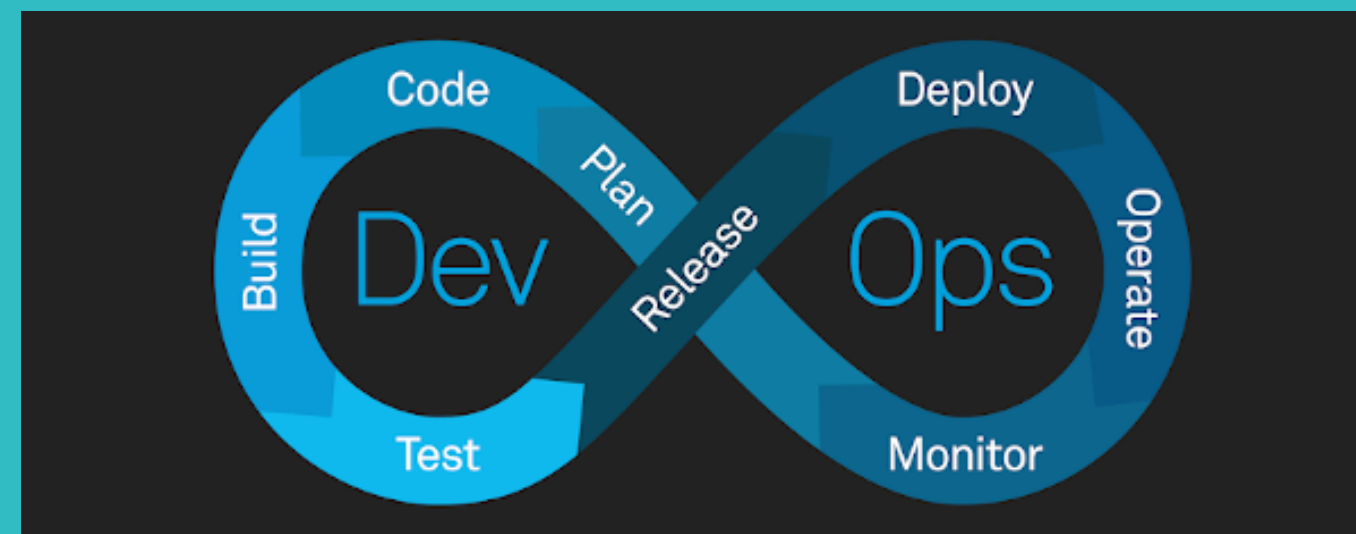 Code
Plan
Build
Dev
Test
Release
Deploy
Ops
Operate
Monitor